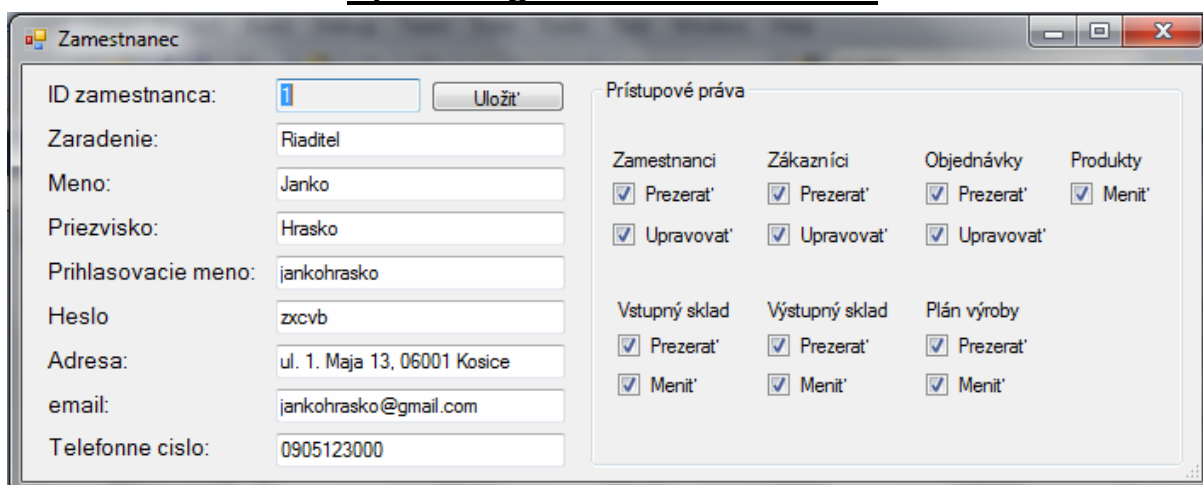 Zamestnanec
ID zamestnanca: 1 Uložiť
Zaradenie: Riaditel
Meno: Janko
Priezvisko: Hrasko
Prihlasovacie meno: jankohrasko
Heslo zxcvb
Adresa: ul. 1. Maja 13, 06001 Kosice
email: jankohrasko@gmail.com
Telefonne cislo: 0905123000
Prístupové práva
Zamestnanci Zákazníci Objednávky Produkty
Prezerať Prezerať Prezerať Meniť
Upravovať Upravovať Upravovať
Vstupný sklad Výstupný sklad Plán výroby
Prezerať Prezerať Prezerať
Meniť Meniť Meniť